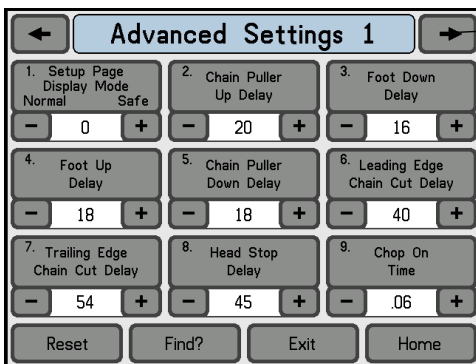 Advanced Settings 1
1. Setup Page
Display Mode
Normal Safe
- 0 +
2. Chain Puller
Up Delay
- 20 +
3. Foot Down
Delay
- 16 +
4. Foot Up
Delay
- 18 +
5. Chain Puller
Down Delay
- 18 +
6. Leading Edge
Chain Cut Delay
- 40 +
7. Trailing Edge
Chain Cut Delay
- 54 +
8. Head Stop
Delay
- 45 +
9. Chop On
Time
- .06 +
Reset Find? Exit Home